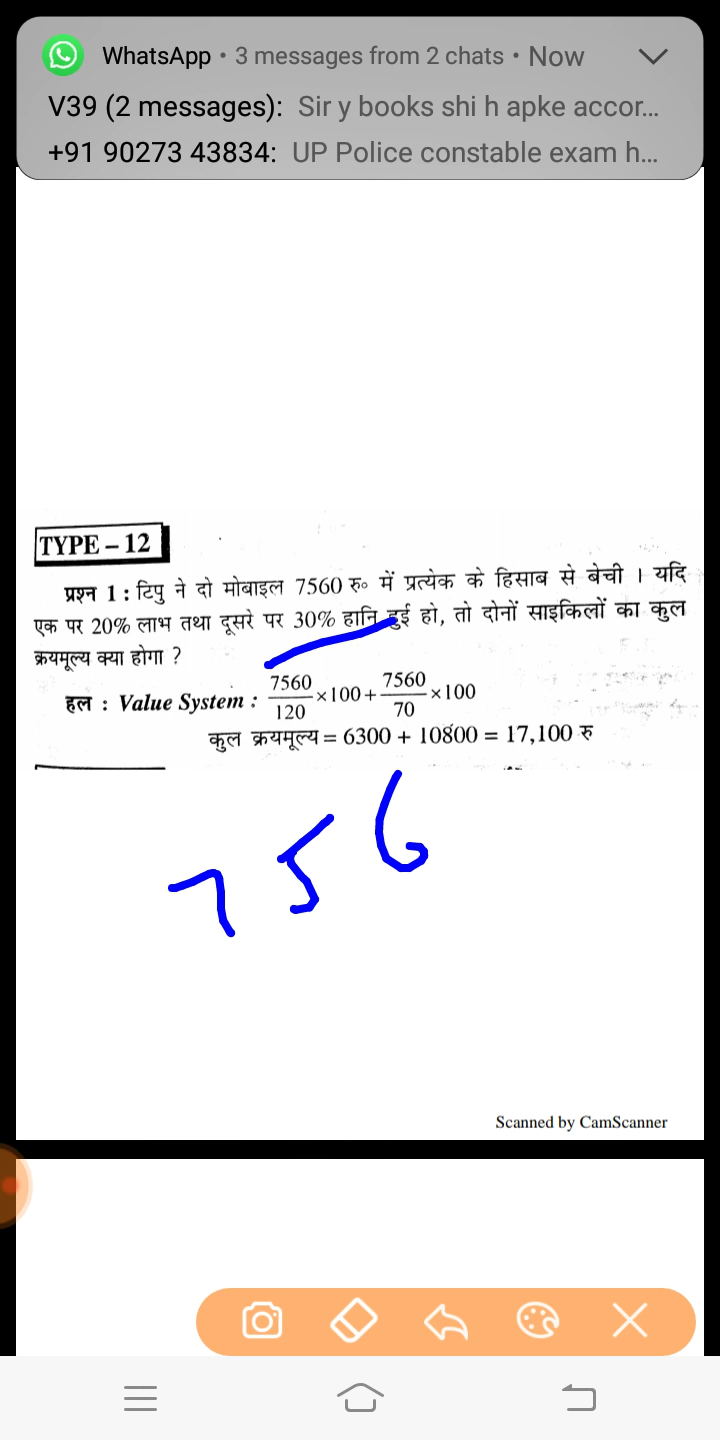 WhatsApp • 3 messages from 2 chats • Now
V39 (2 messages): Sir y books shi h apke accor...
+91 90273 43834: UP Police constable exam h...
TYPE – 12
प्रश्न 1 : टिपु ने दो मोबाइल 7560 रु० में प्रत्येक के हिसाब से बेची । यदि
एक पर 20% लाभ तथा दूसरे पर 30% हानि हुई हो, तो दोनों साइकिलों का कुल
क्रयमूल्य क्या होगा ?
हल : Value System : 7560/120 ×100 + 7560/70 ×100
कुल क्रयमूल्य = 6300 + 10800 = 17,100 रु
756
Scanned by CamScanner